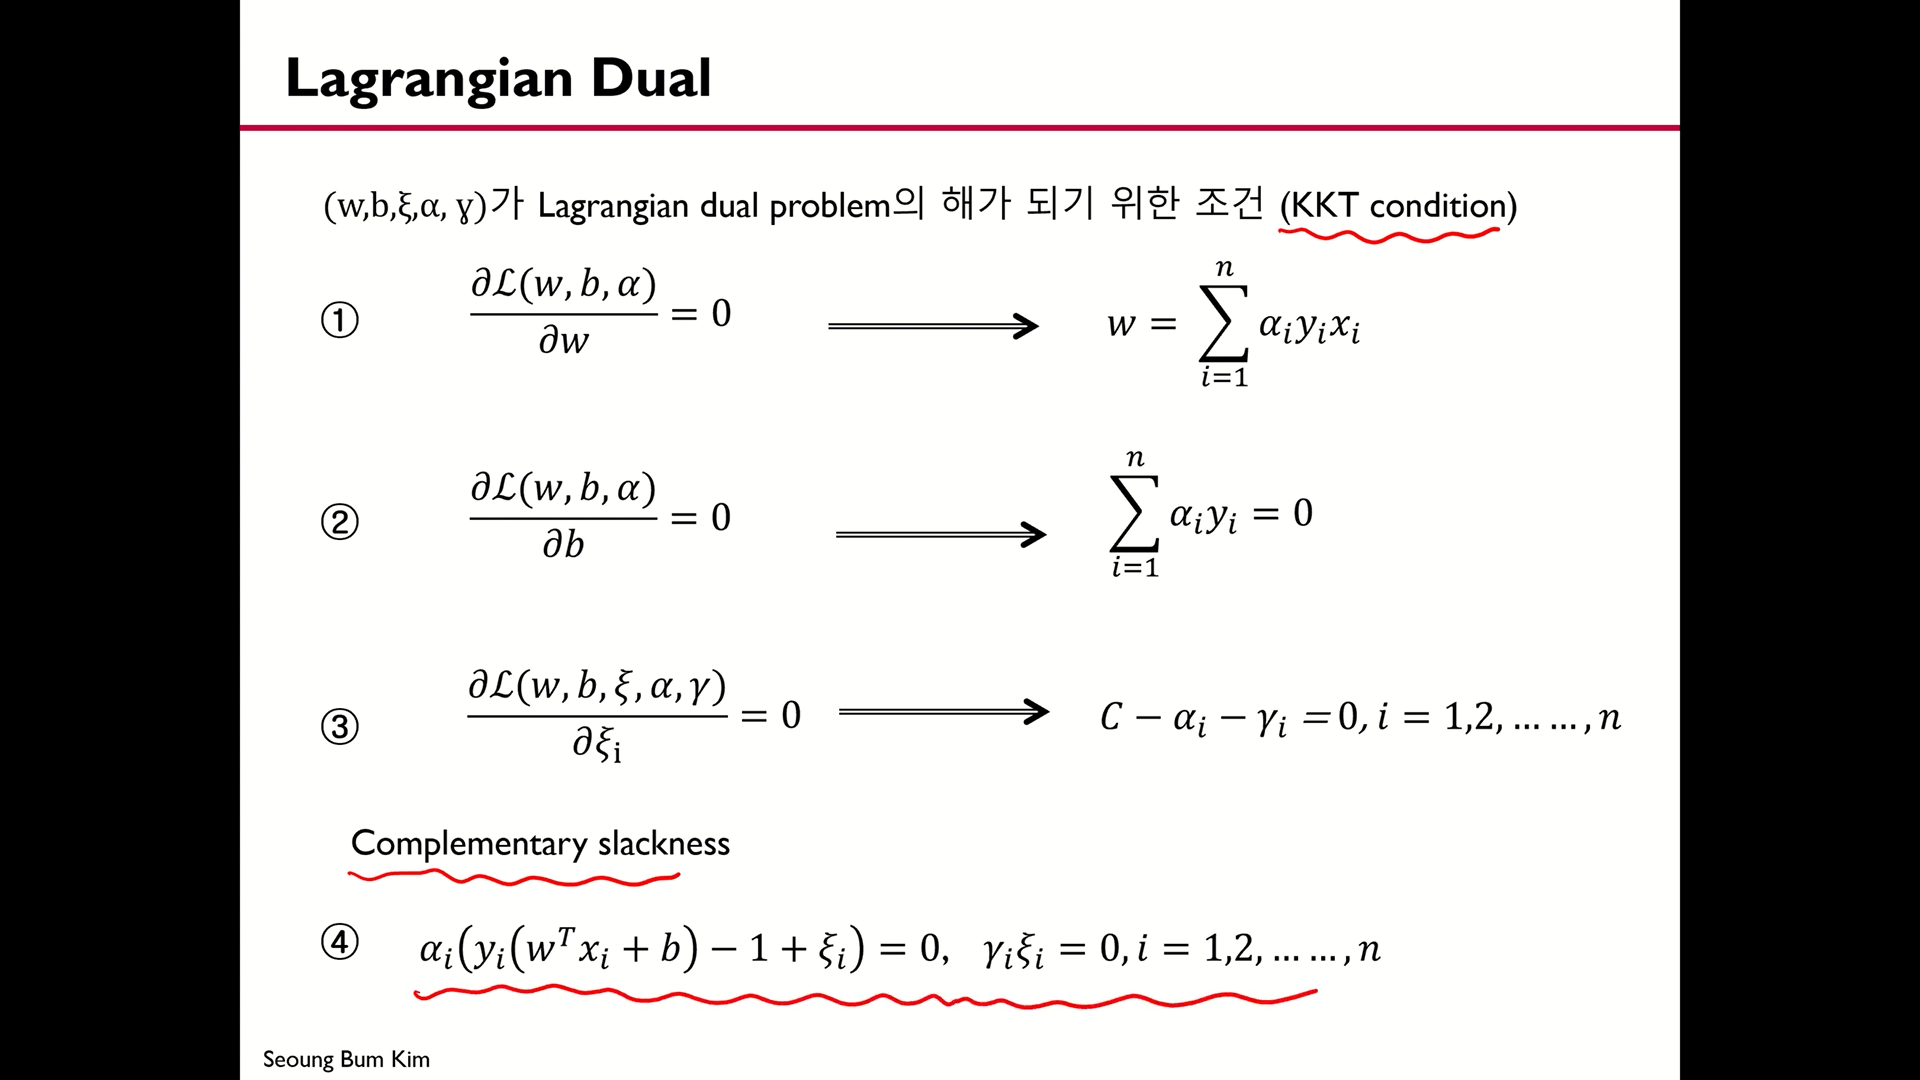 Lagrangian Dual
(w,b,ξ,α, ɣ)가 Lagrangian dual problem의 해가 되기 위한 조건 (KKT condition)
① ∂ℒ(w, b, α)/∂w = 0 ⟹ w = ∑_{i=1}^{n} α_i y_i x_i
② ∂ℒ(w, b, α)/∂b = 0 ⟹ ∑_{i=1}^{n} α_i y_i = 0
③ ∂ℒ(w, b, ξ, α, γ)/∂ξ_i = 0 ⟹ C − α_i − γ_i = 0, i = 1,2, … … , n
Complementary slackness
④ α_i(y_i(w^T x_i + b) − 1 + ξ_i) = 0, γ_i ξ_i = 0, i = 1,2, … … , n
Seoung Bum Kim